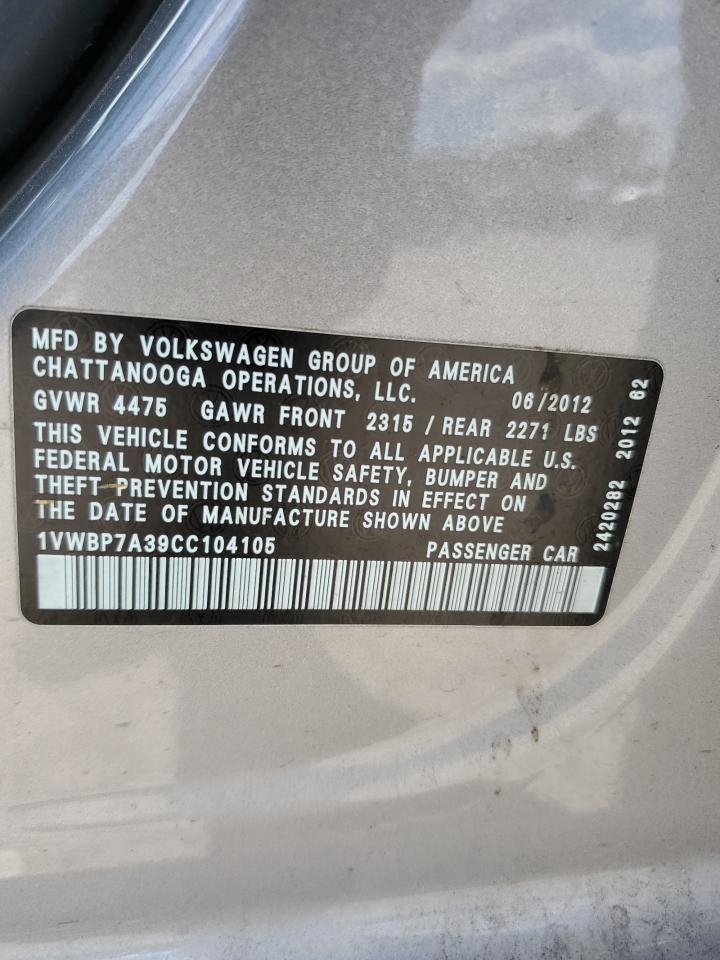 MFD BY VOLKSWAGEN GROUP OF AMERICA
CHATTANOOGA OPERATIONS, LLC.
06/2012
GVWR 4475 GAWR FRONT 2315 / REAR 2271 LBS
THIS VEHICLE CONFORMS TO ALL APPLICABLE U.S.
FEDERAL MOTOR VEHICLE SAFETY, BUMPER AND
THEFT PREVENTION STANDARDS IN EFFECT ON
THE DATE OF MANUFACTURE SHOWN ABOVE
1VWBP7A39CC104105 PASSENGER CAR
2420282 2012 62